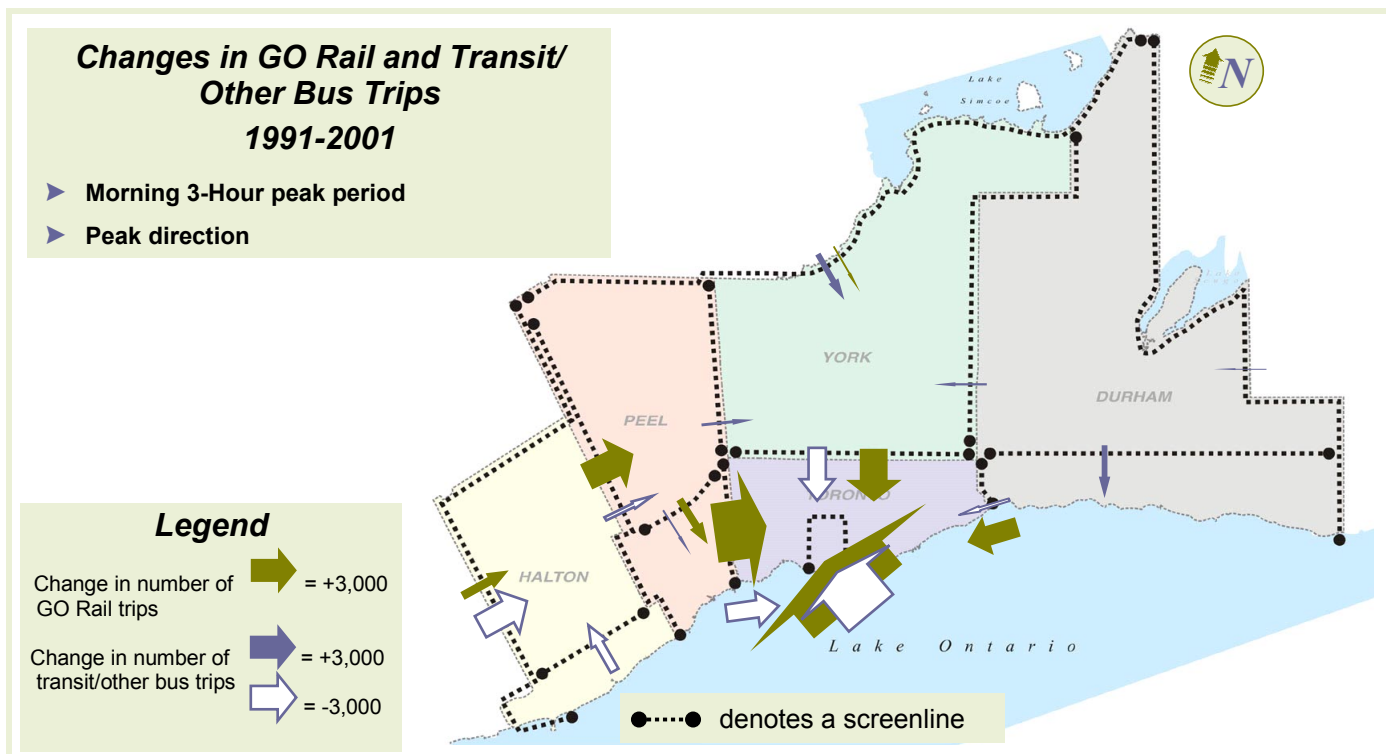 Changes in GO Rail and Transit/
Other Bus Trips
1991-2001
Morning 3-Hour peak period
Peak direction
Lake
Simcoe
N
YORK
DURHAM
PEEL
TORONTO
HALTON
Lake Ontario
Legend
Change in number of
GO Rail trips
= +3,000
Change in number of
transit/other bus trips
= +3,000
= -3,000
denotes a screenline